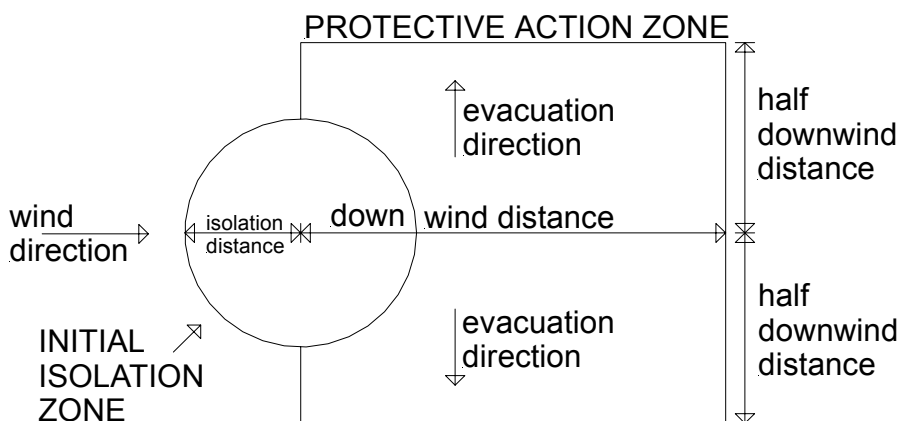 PROTECTIVE ACTION ZONE
evacuation
direction
half
downwind
distance
wind
direction
isolation
distance
down wind distance
evacuation
direction
half
downwind
distance
INITIAL
ISOLATION
ZONE